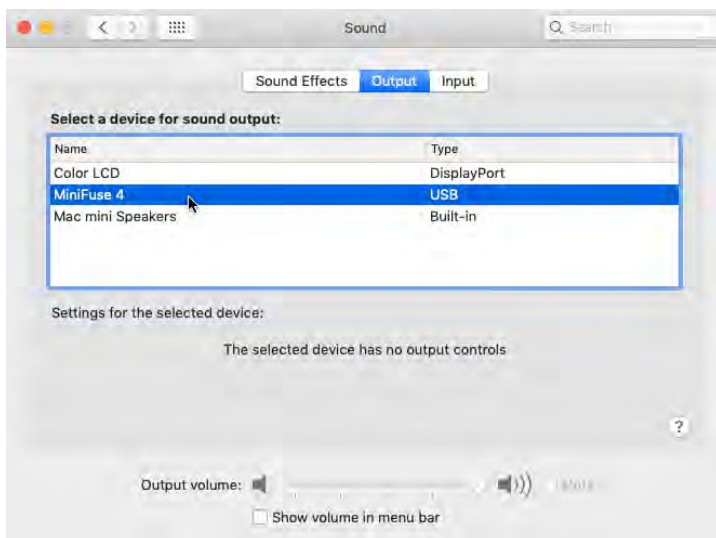 Sound
Search
Sound Effects Output Input
Select a device for sound output:
Name Type
Color LCD DisplayPort
MiniFuse 4 USB
Mac mini Speakers Built-in
Settings for the selected device:
The selected device has no output controls
?
Output volume:
Show volume in menu bar